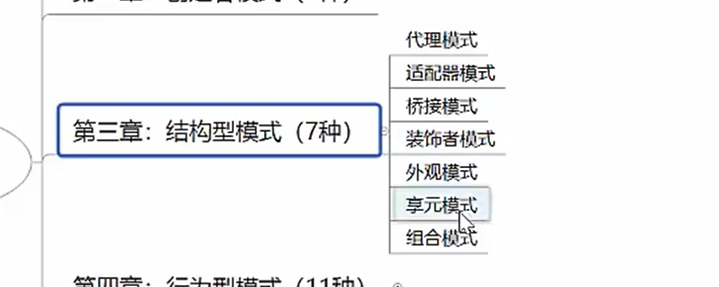 第三章：结构型模式（7种）
代理模式
适配器模式
桥接模式
装饰者模式
外观模式
享元模式
组合模式
第四章：行为型模式（11种）